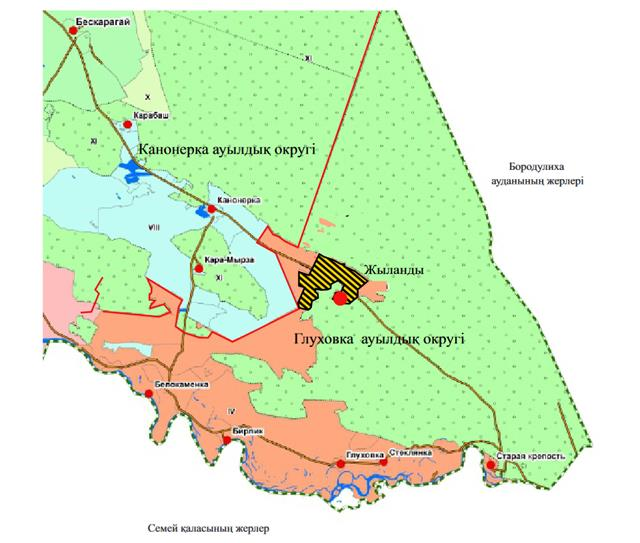 Бескарагай
XI
X
Карабаш
XI
Канонерка ауылдық округі
Бородулиха
ауданының жерлері
Канонерка
VIII
Кара-Мырза
XI
Жыланды
Глуховка ауылдық округі
Белокаменка
IV
Бирлик
Глуховка
Стеклянка
Старая крепость
Семей қаласының жерлер